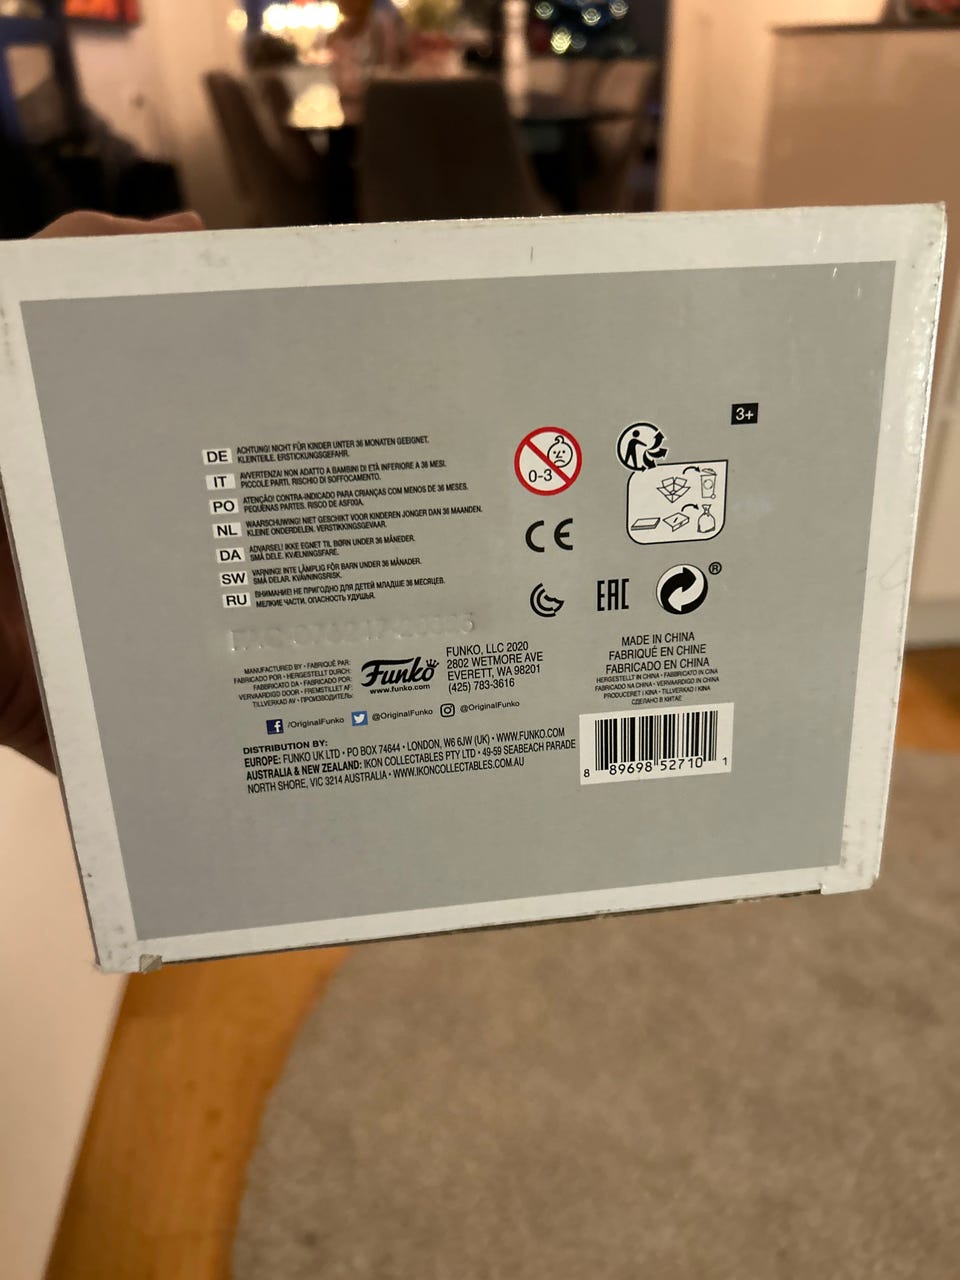 3+
DE ACHTUNG! NICHT FÜR KINDER UNTER 36 MONATEN GEEIGNET.
KLEINTEILE. ERSTICKUNGSGEFAHR.
IT AVVERTENZA! NON ADATTO A BAMBINI DI ETÀ INFERIORE A 36 MESI.
PICCOLE PARTI. RISCHIO DI SOFFOCAMENTO.
PO ATENÇÃO! CONTRA-INDICADO PARA CRIANÇAS COM MENOS DE 36 MESES.
PEQUENAS PARTES. RISCO DE ASFIXIA.
NL WAARSCHUWING! NIET GESCHIKT VOOR KINDEREN JONGER DAN 36 MAANDEN.
KLEINE ONDERDELEN. VERSTIKKINGSGEVAAR.
DA ADVARSEL! IKKE EGNET TIL BØRN UNDER 36 MÅNEDER.
SMÅ DELE. KVÆLNINGSFARE.
SW VARNING! INTE LÄMPLIG FÖR BARN UNDER 36 MÅNADER.
SMÅ DELAR. KVÄVNINGSRISK.
RU ВНИМАНИЕ! НЕ ПРИГОДНО ДЛЯ ДЕТЕЙ МЛАДШЕ 36 МЕСЯЦЕВ.
МЕЛКИЕ ЧАСТИ. ОПАСНОСТЬ УДУШЬЯ.
0-3
CE
EAC
®
MANUFACTURED BY • FABRIQUÉ PAR:
FABRICADO POR • HERGESTELLT DURCH:
FABBRICATO DA • FABRICADO POR:
VERVAARDIGD DOOR • FREMSTILLET AF:
TILLVERKAD AV • ПРОИЗВОДИТЕЛЬ:
Funko
www.funko.com
FUNKO, LLC 2020
2802 WETMORE AVE
EVERETT, WA 98201
(425) 783-3616
MADE IN CHINA
FABRIQUÉ EN CHINE
FABRICADO EN CHINA
HERGESTELLT IN CHINA • FABBRICATO IN CINA
FABRICADO NA CHINA • VERVAARDIGD IN CHINA
PRODUCERET I KINA • TILLVERKAD I KINA
СДЕЛАНО В КИТАЕ
/OriginalFunko @OriginalFunko @OriginalFunko
DISTRIBUTION BY:
EUROPE: FUNKO UK LTD • PO BOX 74644 • LONDON, W6 6JW (UK) • WWW.FUNKO.COM
AUSTRALIA & NEW ZEALAND: IKON COLLECTABLES PTY LTD • 49-59 SEABEACH PARADE
NORTH SHORE, VIC 3214 AUSTRALIA • WWW.IKONCOLLECTABLES.COM.AU
8 89698 52710 1